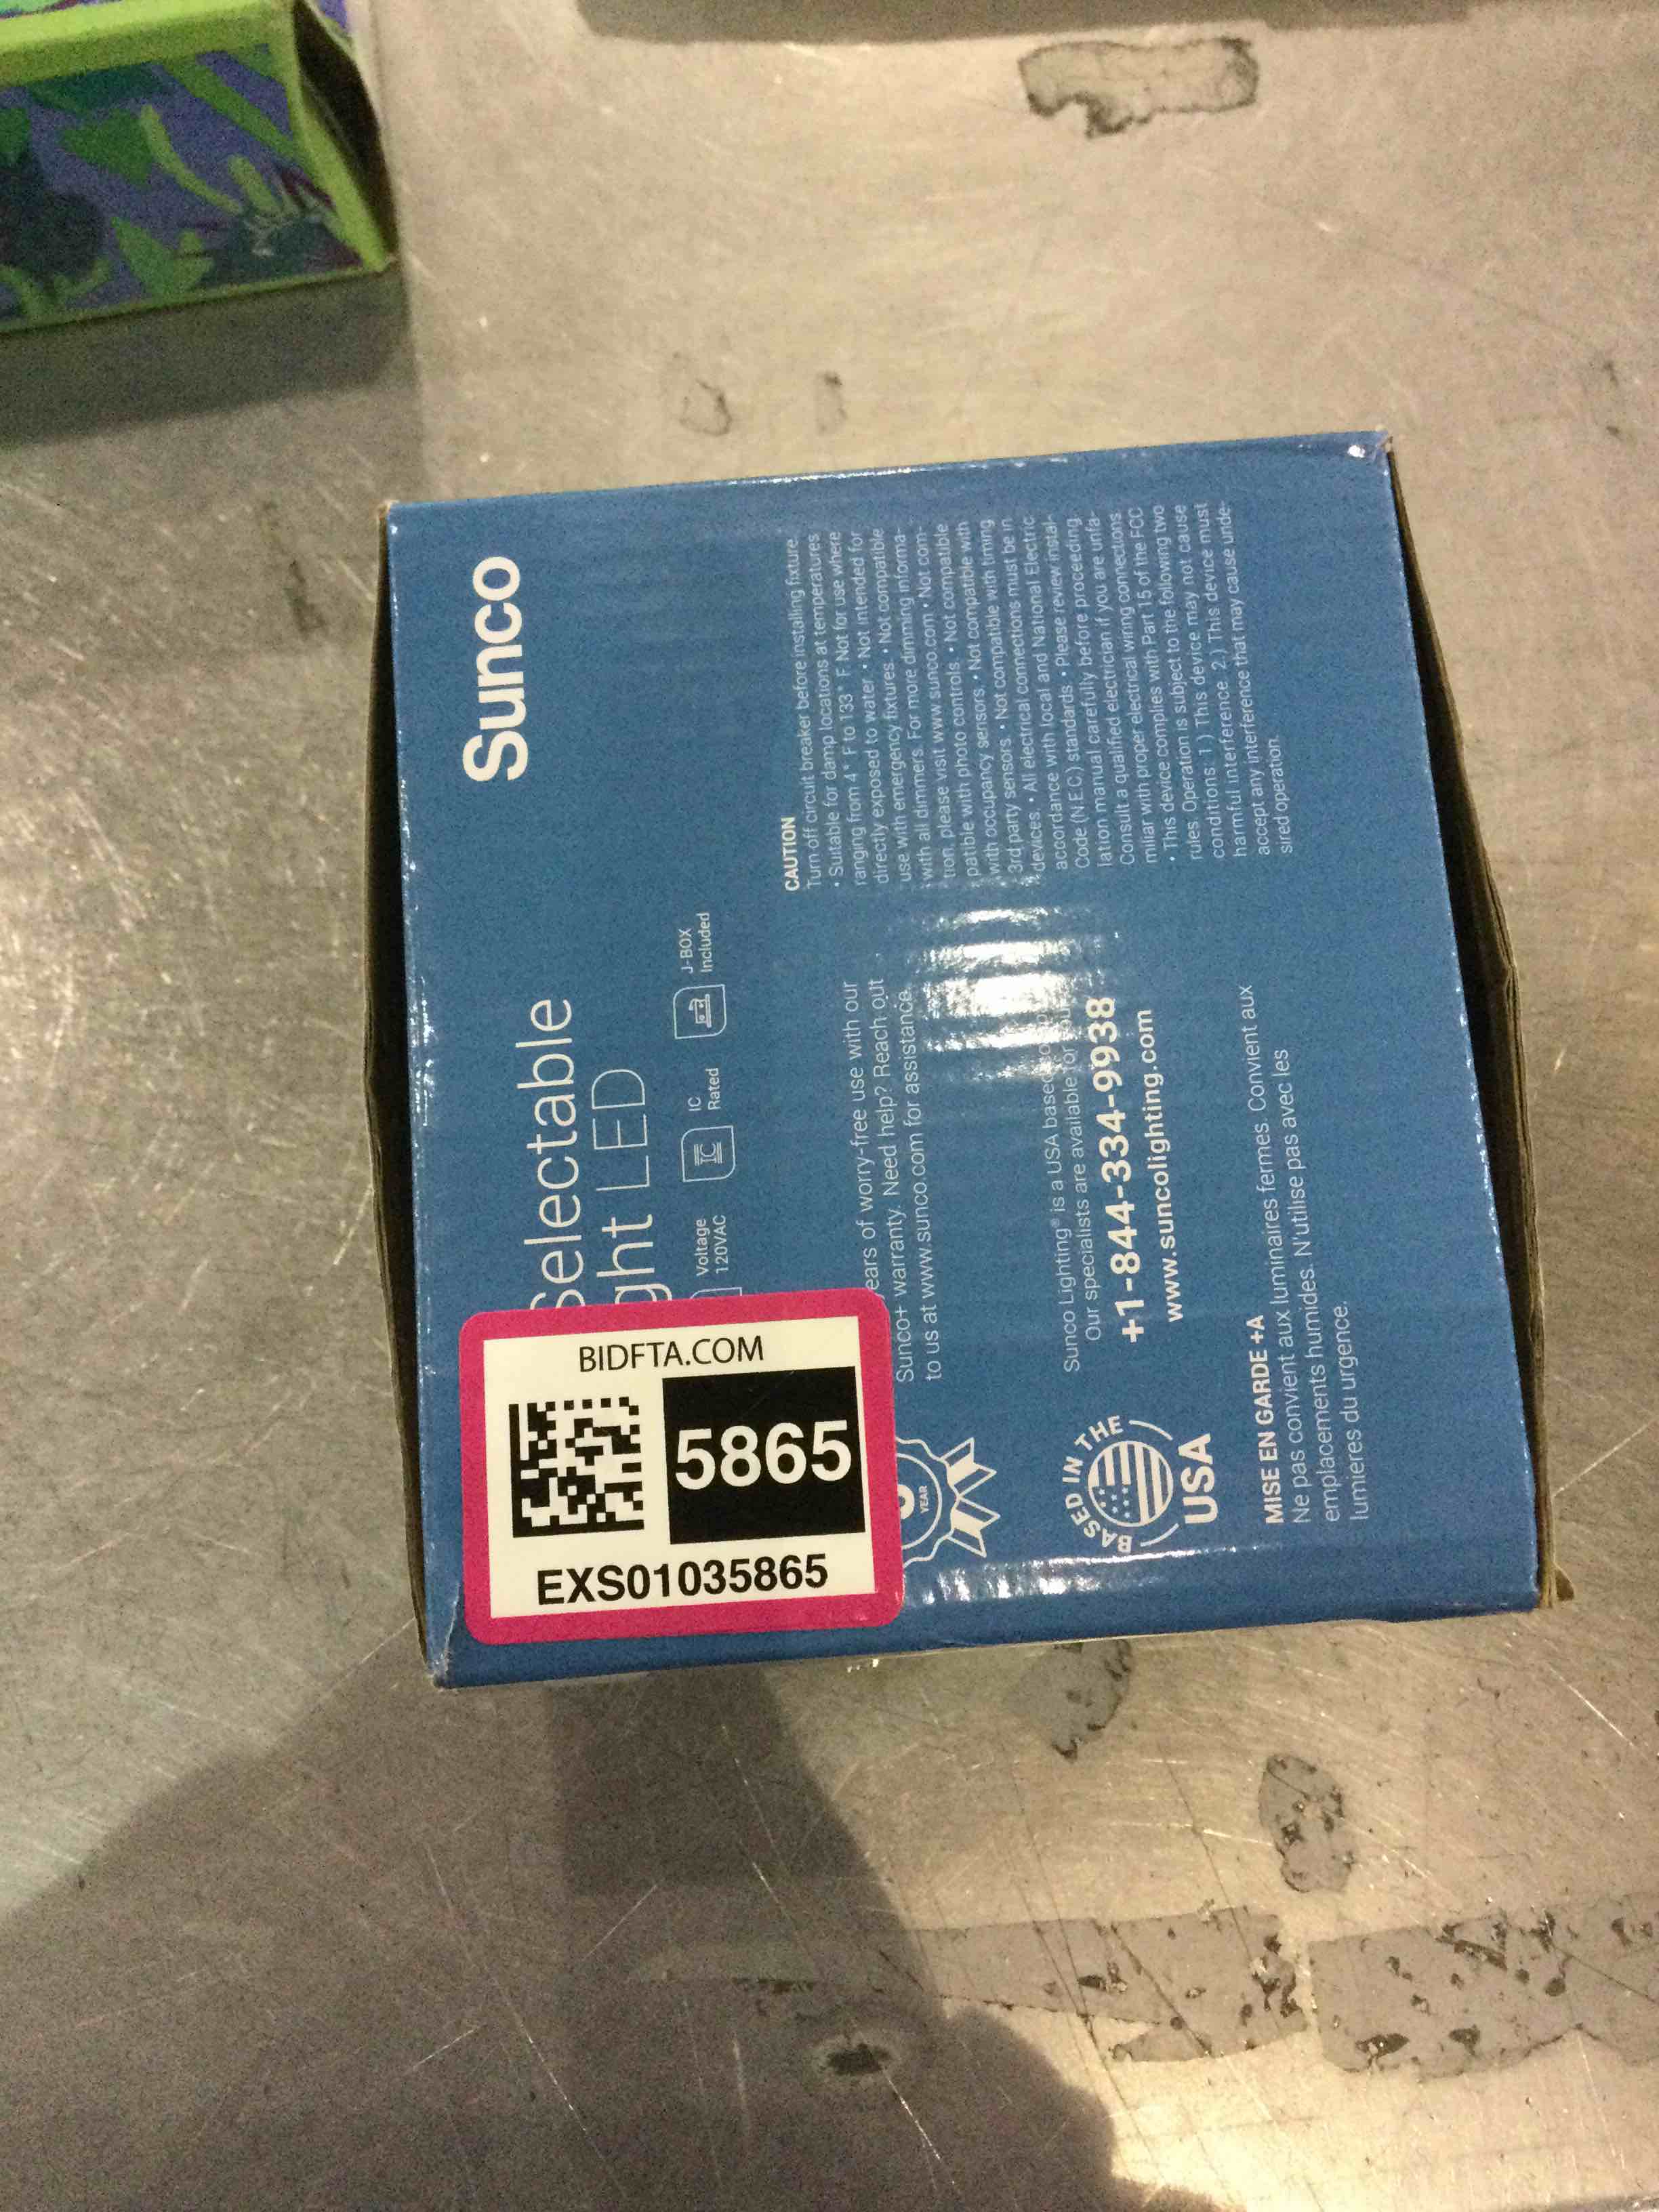 Sunco
Selectable
ght LED
Voltage
120VAC
IC
IC
Rated
J-BOX
Included
ears of worry-free use with our
Sunco+ warranty. Need help? Reach out
to us at www.sunco.com for assistance.
YEAR
Sunco Lighting® is a USA based
Our specialists are available for
+1-844-334-9938
www.suncolighting.com
BASED IN THE
USA
MISE EN GARDE +A
Ne pas convient aux luminaires fermes. Convient aux
emplacements humides. N'utilise pas avec les
lumieres du urgence.
CAUTION
Turn off circuit breaker before installing fixture.
• Suitable for damp locations at temperatures
ranging from 4° F to 133° F Not for use where
directly exposed to water • Not intended for
use with emergency fixtures. • Not compatible
with all dimmers. For more dimming informa-
tion, please visit www.sunco.com • Not com-
patible with photo controls. • Not compatible
with occupancy sensors. • Not compatible with
3rd party sensors • Not compatible with timing
devices. • All electrical connections must be in
accordance with local and National Electric
Code (N.E.C) standards. • Please review instal-
lation manual carefully before proceeding
Consult a qualified electrician if you are unfa-
miliar with proper electrical wiring connections.
• This device complies with Part 15 of the FCC
rules. Operation is subject to the following two
conditions: 1.) This device may not cause
harmful interference 2.) This device must
accept any interference that may cause unde-
sired operation.
BIDFTA.COM
5865
EXS01035865